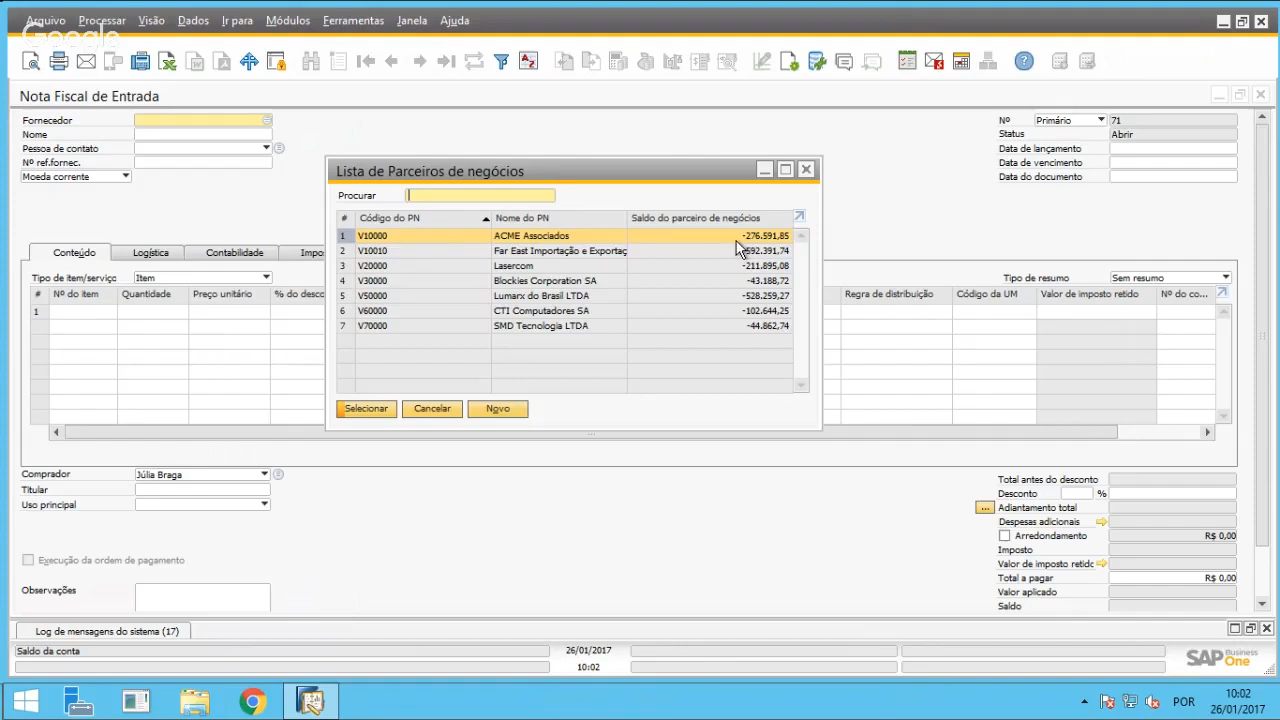 Arquivo Processar Visão Dados Ir para Módulos Ferramentas Janela Ajuda
Google
Nota Fiscal de Entrada
Fornecedor
Nome
Pessoa de contato
Nº ref.fornec.
Moeda corrente
Nº Primário 71
Status Abrir
Data de lançamento
Data de vencimento
Data do documento
Lista de Parceiros de negócios
Procurar
# Código do PN Nome do PN Saldo do parceiro de negócios
1 V10000 ACME Associados -276.591,85
2 V10010 Far East Importação e Exportaç 592.391,74
3 V20000 Lasercom -211.895,08
4 V30000 Blockies Corporation SA -43.188,72
5 V50000 Lumarx do Brasil LTDA -528.259,27
6 V60000 CTI Computadores SA -102.644,25
7 V70000 SMD Tecnologia LTDA -44.862,74
Selecionar Cancelar Novo
Conteúdo Logística Contabilidade Impo
Tipo de item/serviço Item Tipo de resumo Sem resumo
# Nº do item Quantidade Preço unitário % do desco Regra de distribuição Código da UM Valor de imposto retido Nº do co...
1
Comprador Júlia Braga
Titular
Uso principal
Execução da ordem de pagamento
Observações
Total antes do desconto
Desconto %
... Adiantamento total
Despesas adicionais
Arredondamento R$ 0,00
Imposto
Valor de imposto retido
Total a pagar R$ 0,00
Valor aplicado
Saldo
Log de mensagens do sistema (17)
Saldo da conta 26/01/2017
10:02
SAP Business One
POR 10:02
26/01/2017